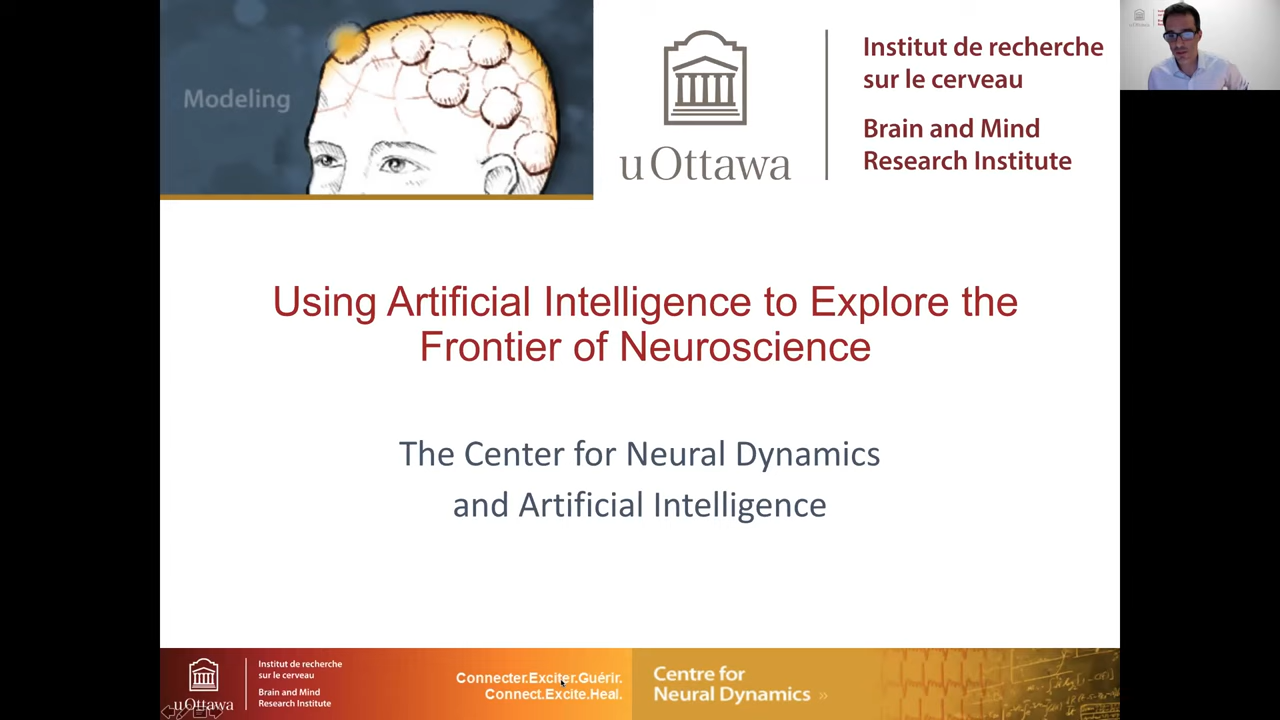 Modeling
uOttawa
Institut de recherche
sur le cerveau
Brain and Mind
Research Institute
Using Artificial Intelligence to Explore the
Frontier of Neuroscience
The Center for Neural Dynamics
and Artificial Intelligence
uOttawa
Institut de recherche
sur le cerveau
Brain and Mind
Research Institute
Connecter.Exciter.Guérir.
Connect.Excite.Heal.
Centre for
Neural Dynamics »